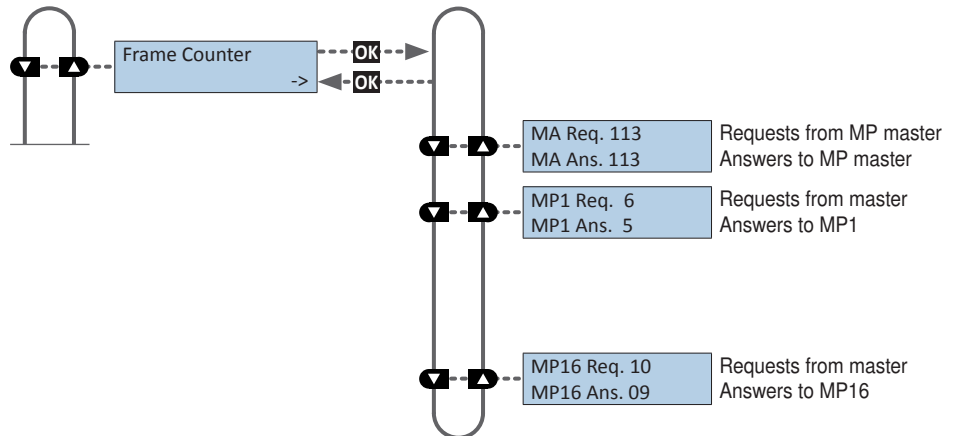 Frame Counter
->
OK
OK
MA Req. 113
MA Ans. 113
Requests from MP master
Answers to MP master
MP1 Req.  6
MP1 Ans.  5
Requests from master
Answers to MP1
MP16 Req. 10
MP16 Ans. 09
Requests from master
Answers to MP16